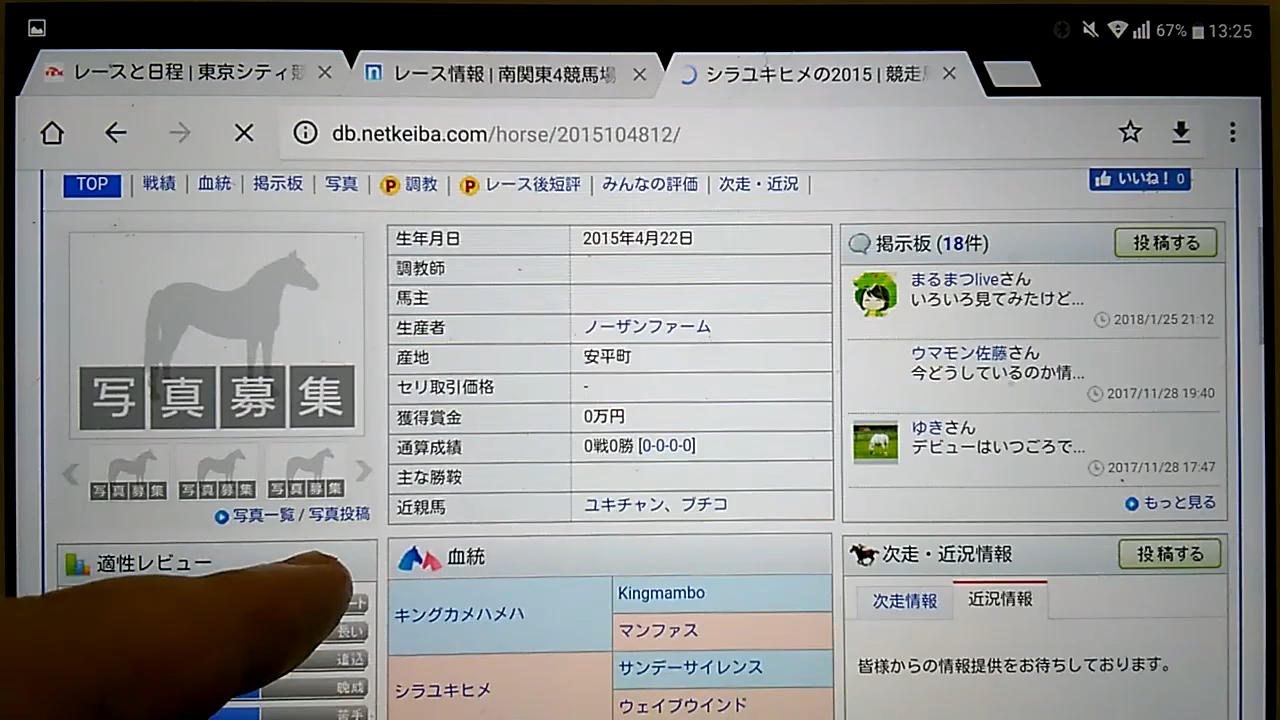 67% 13:25
レースと日程 | 東京シティ競
レース情報 | 南関東4競馬場
シラユキヒメの2015 | 競走
db.netkeiba.com/horse/2015104812/
TOP | 戦績 | 血統 | 掲示板 | 写真 | P 調教 | P レース後短評 | みんなの評価 | 次走・近況 |
いいね! 0
写真募集
写真募集 写真募集 写真募集
写真一覧 / 写真投稿
適性レビュー
長い
追込
晩成
苦手
生年月日 2015年4月22日
調教師
馬主
生産者 ノーザンファーム
産地 安平町
セリ取引価格 -
獲得賞金 0万円
通算成績 0戦0勝 [0-0-0-0]
主な勝鞍
近親馬 ユキチャン、ブチコ
血統
キングカメハメハ
Kingmambo
マンファス
シラユキヒメ
サンデーサイレンス
ウェイブウインド
掲示板 (18件) 投稿する
まるまつliveさん
いろいろ見てみたけど...
2018/1/25 21:12
ウマモン佐藤さん
今どうしているのか情...
2017/11/28 19:40
ゆきさん
デビューはいつごろで...
2017/11/28 17:47
もっと見る
次走・近況情報 投稿する
次走情報 近況情報
皆様からの情報提供をお待ちしております。